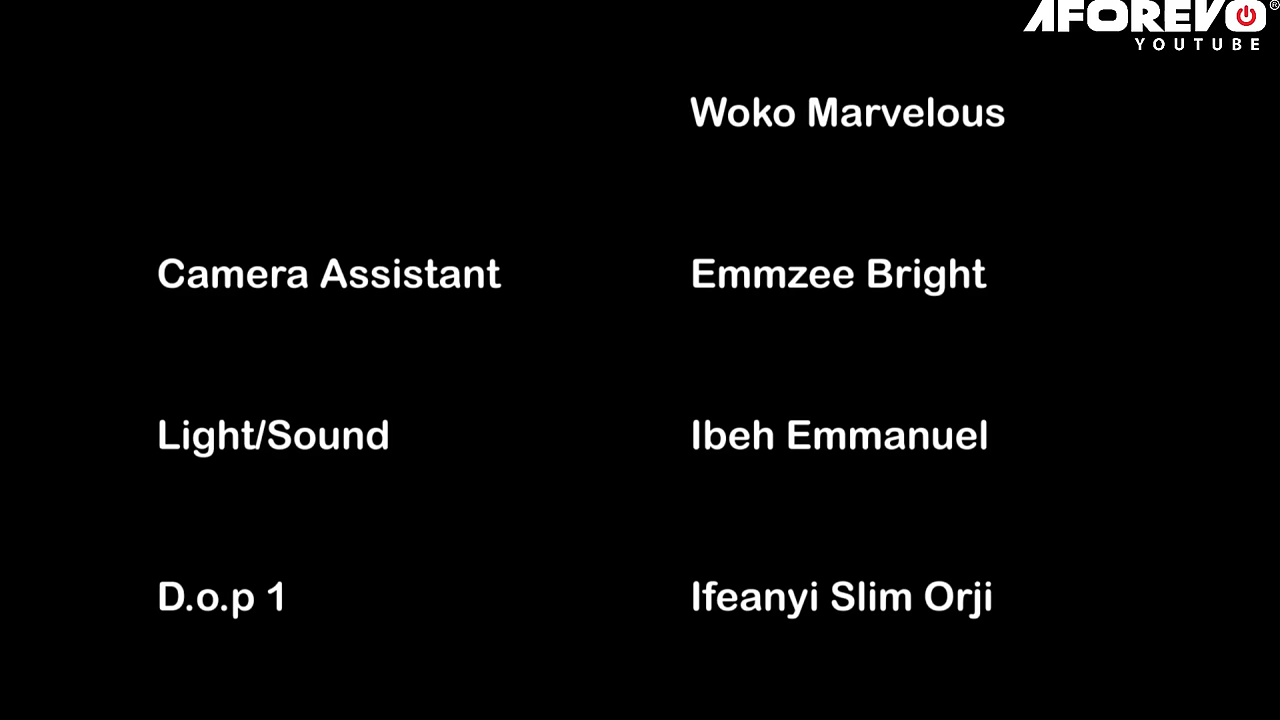 AFOREVO®
YOUTUBE
Woko Marvelous
Camera Assistant Emmzee Bright
Light/Sound Ibeh Emmanuel
D.o.p 1 Ifeanyi Slim Orji